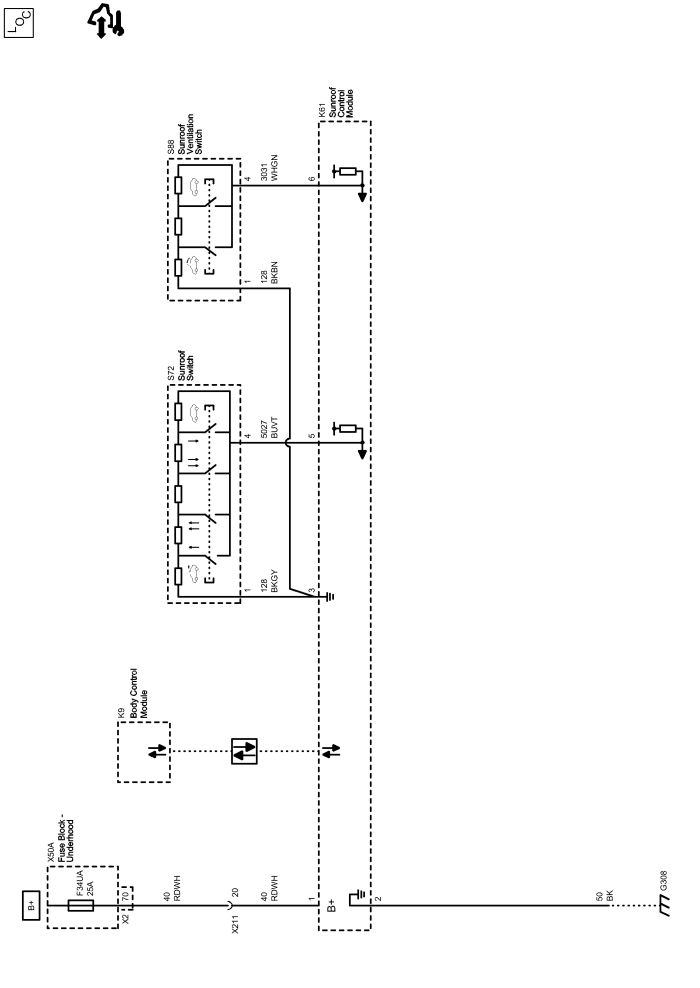 LOC
B+
X50A
Fuse Block -
Underhood
F34UA
25A
X2
70
40
RDWH
X211
20
40
RDWH
1
B+
2
50
BK
G308
K9
Body Control
Module
S72
Sunroof
Switch
1
128
BKGY
3
4
5027
BUVT
5
S88
Sunroof
Ventilation
Switch
1
128
BKBN
4
3031
WHGN
6
K61
Sunroof
Control
Module